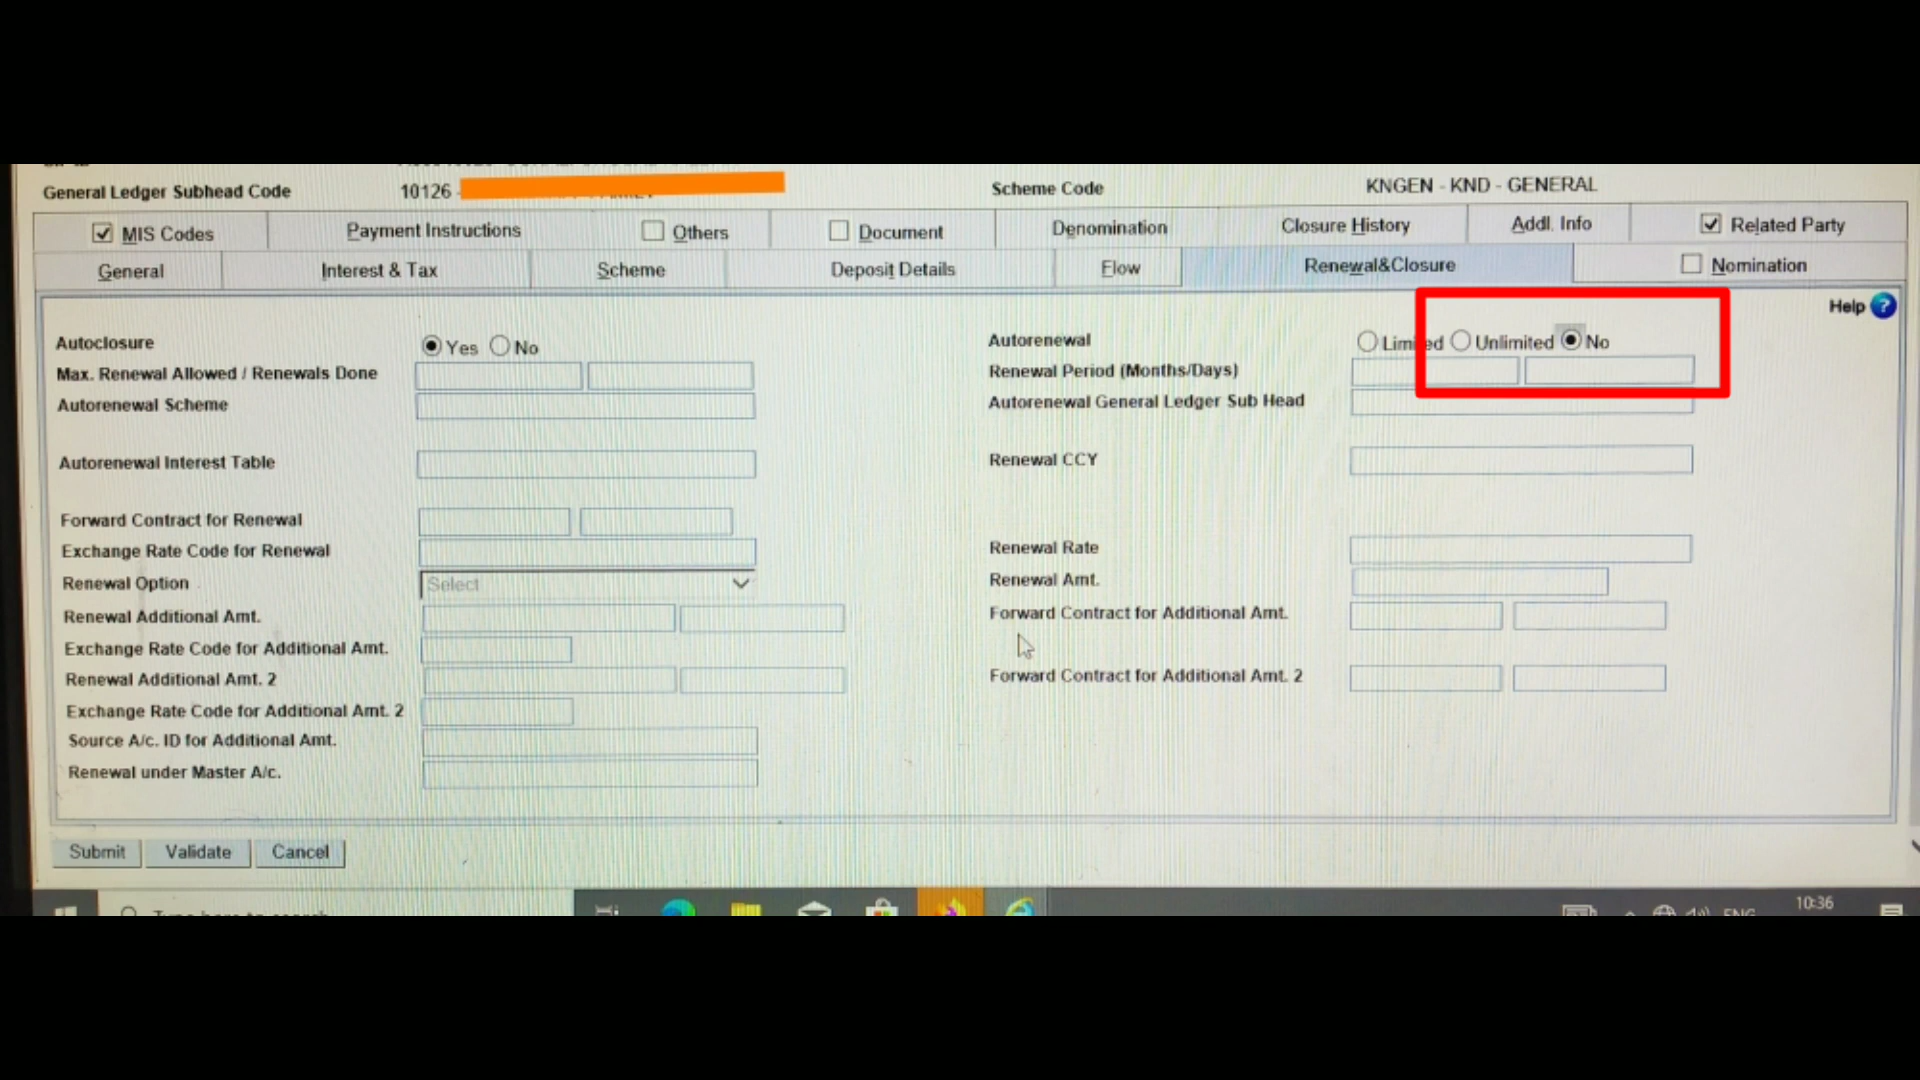 General Ledger Subhead Code 10126 - Scheme Code KNGEN - KND - GENERAL
MIS Codes Payment Instructions Others Document Denomination Closure History Addl. Info Related Party
General Interest & Tax Scheme Deposit Details Flow Renewal&Closure Nomination
Help ?
Autoclosure Yes No Autorenewal Limited Unlimited No
Max. Renewal Allowed / Renewals Done Renewal Period (Months/Days)
Autorenewal Scheme Autorenewal General Ledger Sub Head
Autorenewal Interest Table Renewal CCY
Forward Contract for Renewal
Exchange Rate Code for Renewal Renewal Rate
Renewal Option Select Renewal Amt.
Renewal Additional Amt. Forward Contract for Additional Amt.
Exchange Rate Code for Additional Amt.
Renewal Additional Amt. 2 Forward Contract for Additional Amt. 2
Exchange Rate Code for Additional Amt. 2
Source A/c. ID for Additional Amt.
Renewal under Master A/c.
Submit Validate Cancel
Type here to search ENG 10:36